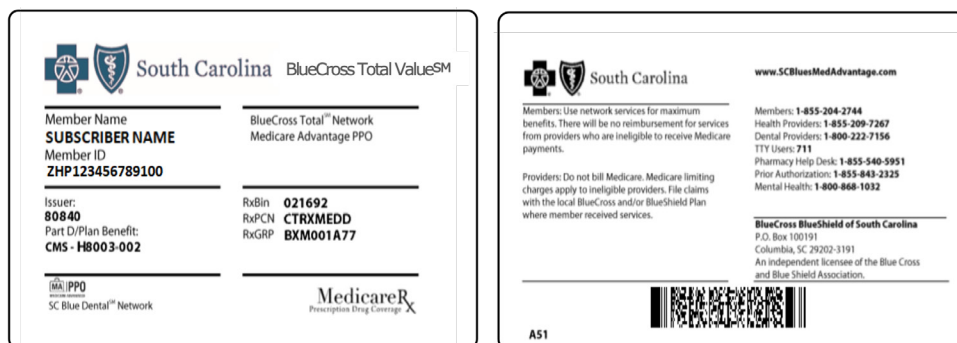 South Carolina BlueCross Total Value℠
Member Name
SUBSCRIBER NAME
Member ID
ZHP123456789100
BlueCross Total℠ Network
Medicare Advantage PPO
Issuer:
80840
Part D/Plan Benefit:
CMS - H8003-002
RxBin 021692
RxPCN CTRXMEDD
RxGRP BXM001A77
MA PPO
MEDICARE ADVANTAGE
SC Blue Dental℠ Network
MedicareRx
Prescription Drug Coverage
South Carolina
www.SCBluesMedAdvantage.com
Members: Use network services for maximum
benefits. There will be no reimbursement for services
from providers who are ineligible to receive Medicare
payments.
Providers: Do not bill Medicare. Medicare limiting
charges apply to ineligible providers. File claims
with the local BlueCross and/or BlueShield Plan
where member received services.
Members: 1-855-204-2744
Health Providers: 1-855-209-7267
Dental Providers: 1-800-222-7156
TTY Users: 711
Pharmacy Help Desk: 1-855-540-5951
Prior Authorization: 1-855-843-2325
Mental Health: 1-800-868-1032
BlueCross BlueShield of South Carolina
P.O. Box 100191
Columbia, SC 29202-3191
An independent licensee of the Blue Cross
and Blue Shield Association.
A51